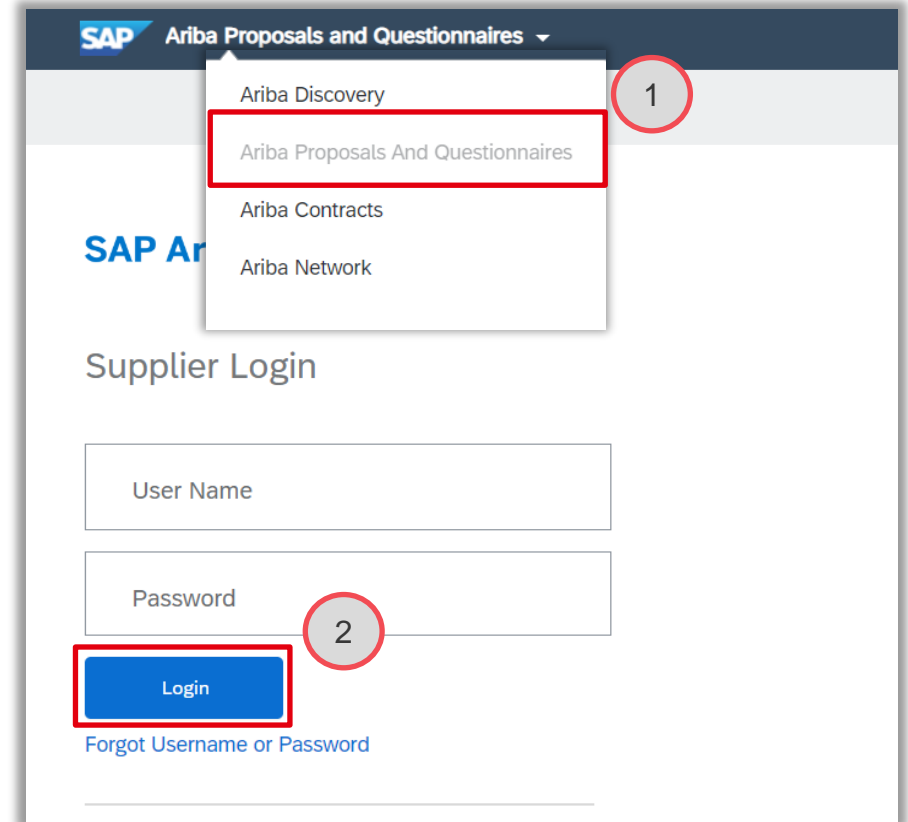 SAP Ariba Proposals and Questionnaires
Ariba Discovery
1
Ariba Proposals And Questionnaires
Ariba Contracts
SAP Ar
Ariba Network
Supplier Login
User Name
Password
2
Login
Forgot Username or Password